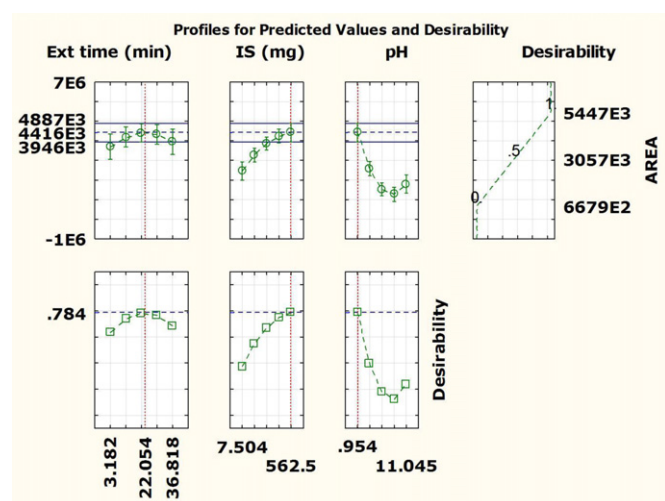 Profiles for Predicted Values and Desirability
Ext time (min) IS (mg) pH Desirability
7E6
4887E3
4416E3
3946E3
-1E6
1
.5
0
5447E3
3057E3
6679E2
AREA
.784
Desirability
3.182
22.054
36.818
7.504
562.5
.954
11.045